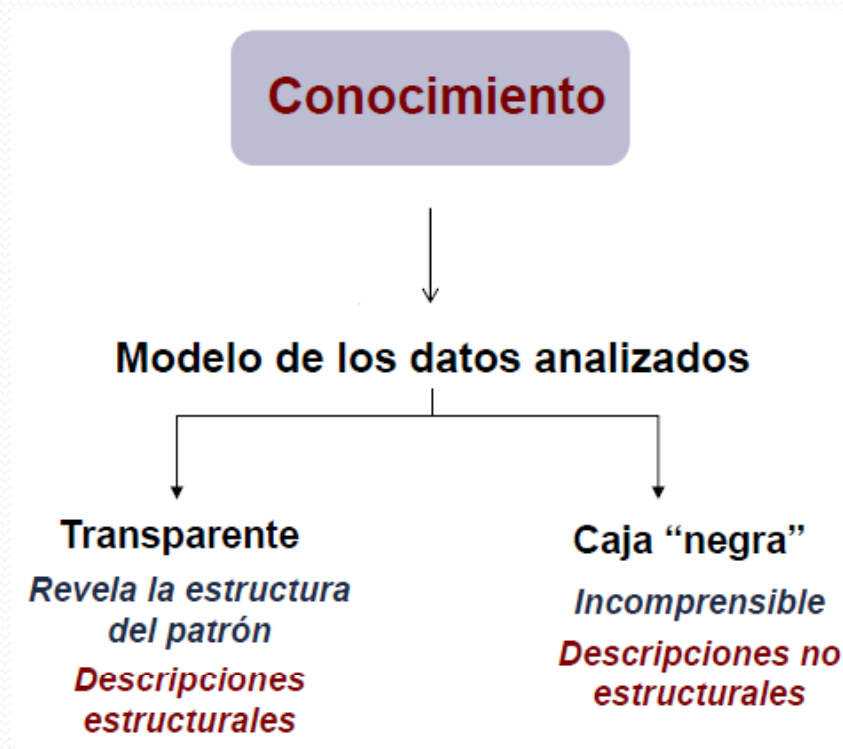 Conocimiento
Modelo de los datos analizados
Transparente
Revela la estructura
del patrón
Descripciones
estructurales
Caja “negra”
Incomprensible
Descripciones no
estructurales